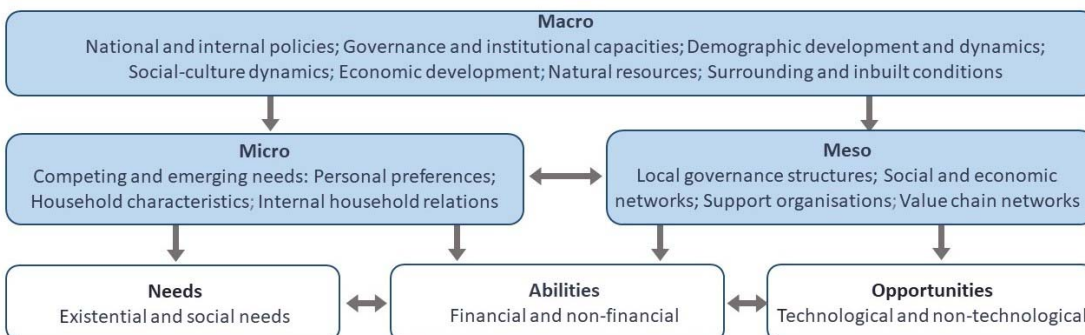 Macro
National and internal policies; Governance and institutional capacities; Demographic development and dynamics;
Social-culture dynamics; Economic development; Natural resources; Surrounding and inbuilt conditions
Micro
Competing and emerging needs: Personal preferences;
Household characteristics; Internal household relations
Meso
Local governance structures; Social and economic
networks; Support organisations; Value chain networks
Needs
Existential and social needs
Abilities
Financial and non-financial
Opportunities
Technological and non-technological